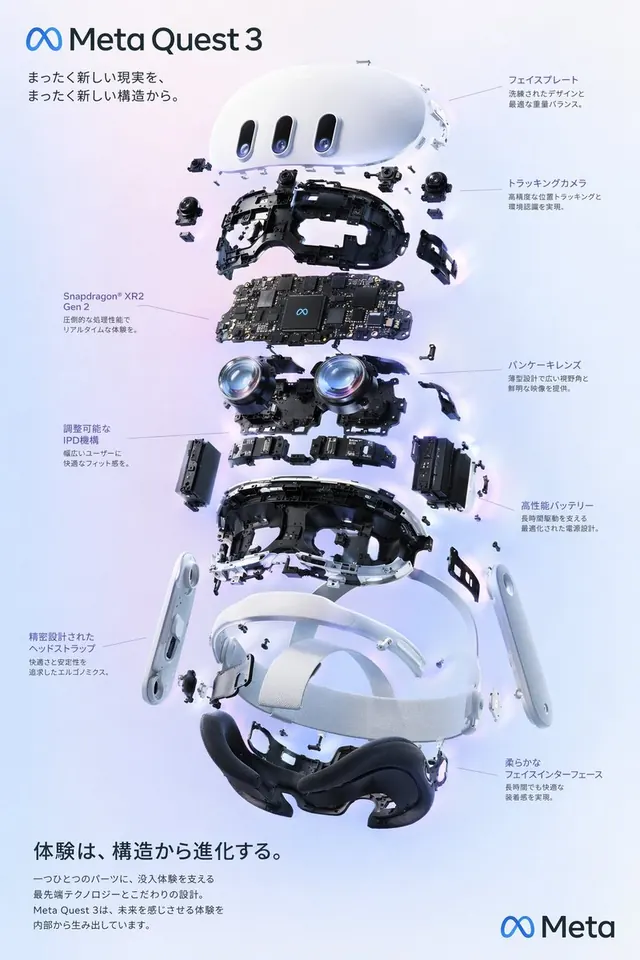 Meta Quest 3
まったく新しい現実を、
まったく新しい構造から。
フェイスプレート
洗練されたデザインと
最適な重量バランス。
トラッキングカメラ
高精度な位置トラッキングと
環境認識を実現。
Snapdragon® XR2
Gen 2
圧倒的な処理性能で
リアルタイムな体験を。
パンケーキレンズ
薄型設計で広い視野角と
鮮明な映像を提供。
調整可能な
IPD機構
幅広いユーザーに
快適なフィット感を。
高性能バッテリー
長時間駆動を支える
最適化された電源設計。
精密設計された
ヘッドストラップ
快適さと安定性を
追求したエルゴノミクス。
柔らかな
フェイスインターフェース
長時間でも快適な
装着感を実現。
体験は、構造から進化する。
一つひとつのパーツに、没入体験を支える
最先端テクノロジーとこだわりの設計。
Meta Quest 3は、未来を感じさせる体験を
内部から生み出しています。
Meta